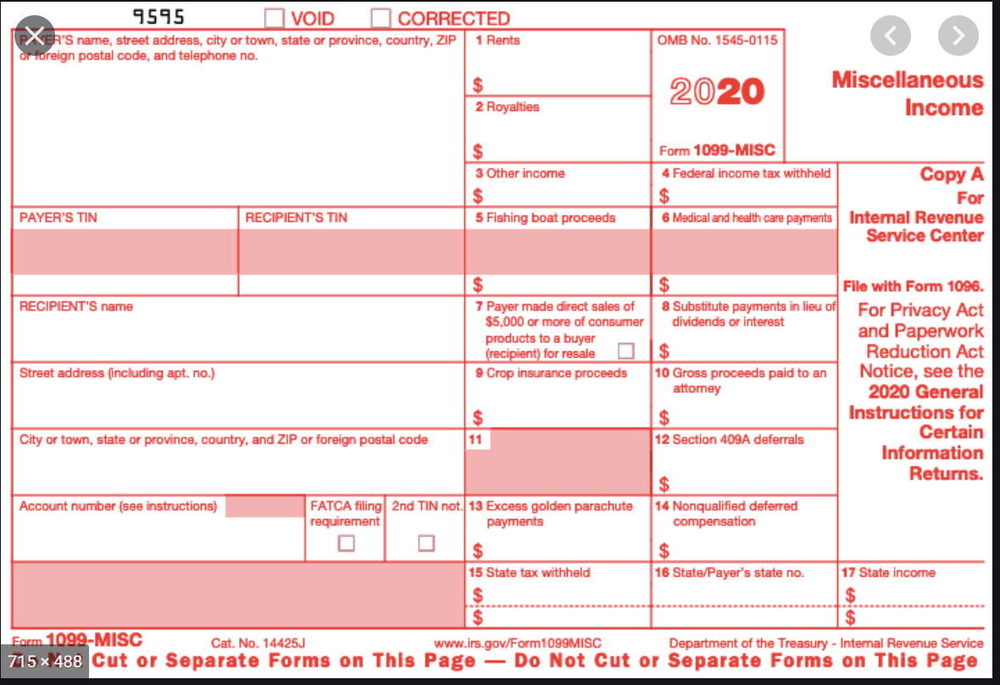 9595 VOID CORRECTED
PAYER'S name, street address, city or town, state or province, country, ZIP
or foreign postal code, and telephone no.
1 Rents
$
2 Royalties
$
OMB No. 1545-0115
2020
Form 1099-MISC
Miscellaneous
Income
3 Other income
$
4 Federal income tax withheld
$
Copy A
For
Internal Revenue
Service Center
File with Form 1096.
For Privacy Act
and Paperwork
Reduction Act
Notice, see the
2020 General
Instructions for
Certain
Information
Returns.
PAYER'S TIN
RECIPIENT'S TIN
5 Fishing boat proceeds
$
6 Medical and health care payments
$
RECIPIENT'S name
7 Payer made direct sales of
$5,000 or more of consumer
products to a buyer
(recipient) for resale
8 Substitute payments in lieu of
dividends or interest
$
Street address (including apt. no.)
9 Crop insurance proceeds
$
10 Gross proceeds paid to an
attorney
$
City or town, state or province, country, and ZIP or foreign postal code
11
12 Section 409A deferrals
$
Account number (see instructions)
FATCA filing
requirement
2nd TIN not.
13 Excess golden parachute
payments
$
14 Nonqualified deferred
compensation
$
15 State tax withheld
$
$
16 State/Payer's state no.
17 State income
$
$
Form 1099-MISC
Cat. No. 14425J
www.irs.gov/Form1099MISC
Department of the Treasury - Internal Revenue Service
Do Not Cut or Separate Forms on This Page — Do Not Cut or Separate Forms on This Page
715 × 488